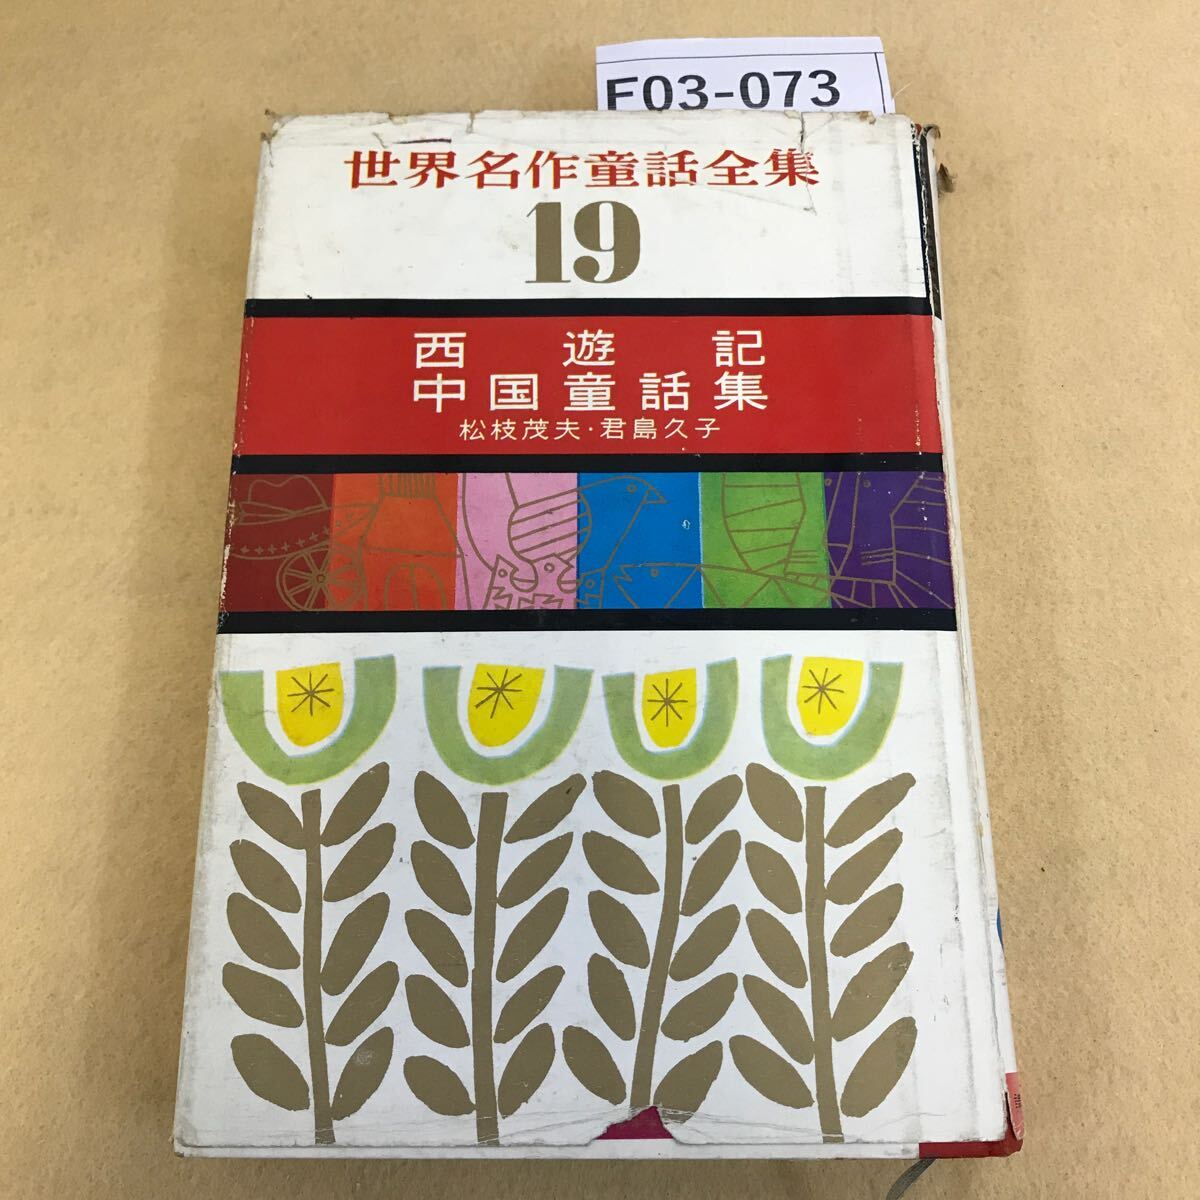 F03-073
世界名作童話全集
19
西遊記
中国童話集
松枝茂夫・君島久子